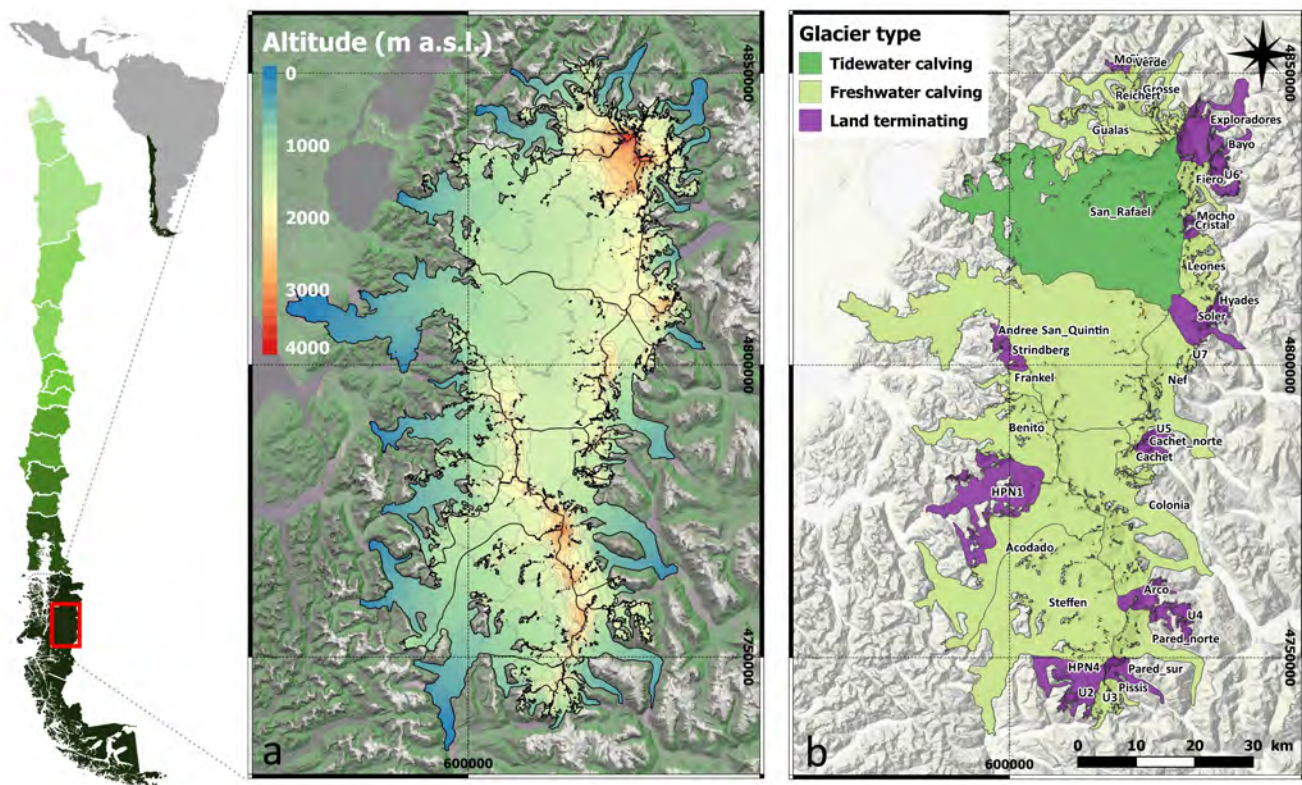 Altitude (m a.s.l.)
0
1000
2000
3000
4000
4850000
4800000
4750000
600000
a
Glacier type
Tidewater calving
Freshwater calving
Land terminating
Verde
Grosse
Reichert
Gualas
Exploradores
Bayo
Fiero
U6
San_Rafael
Mocho
Cristal
Leones
Hyades
Soler
Andree
San_Quintin
Strindberg
U7
Frankel
Nef
Benito
U5
Cachet_norte
Cachet
HPN1
Colonia
Acodado
Arco
Steffen
U4
Pared_norte
HPN4
Pared_sur
U2
U3
Pissis
4850000
4800000
4750000
600000
b
0 10 20 30 km